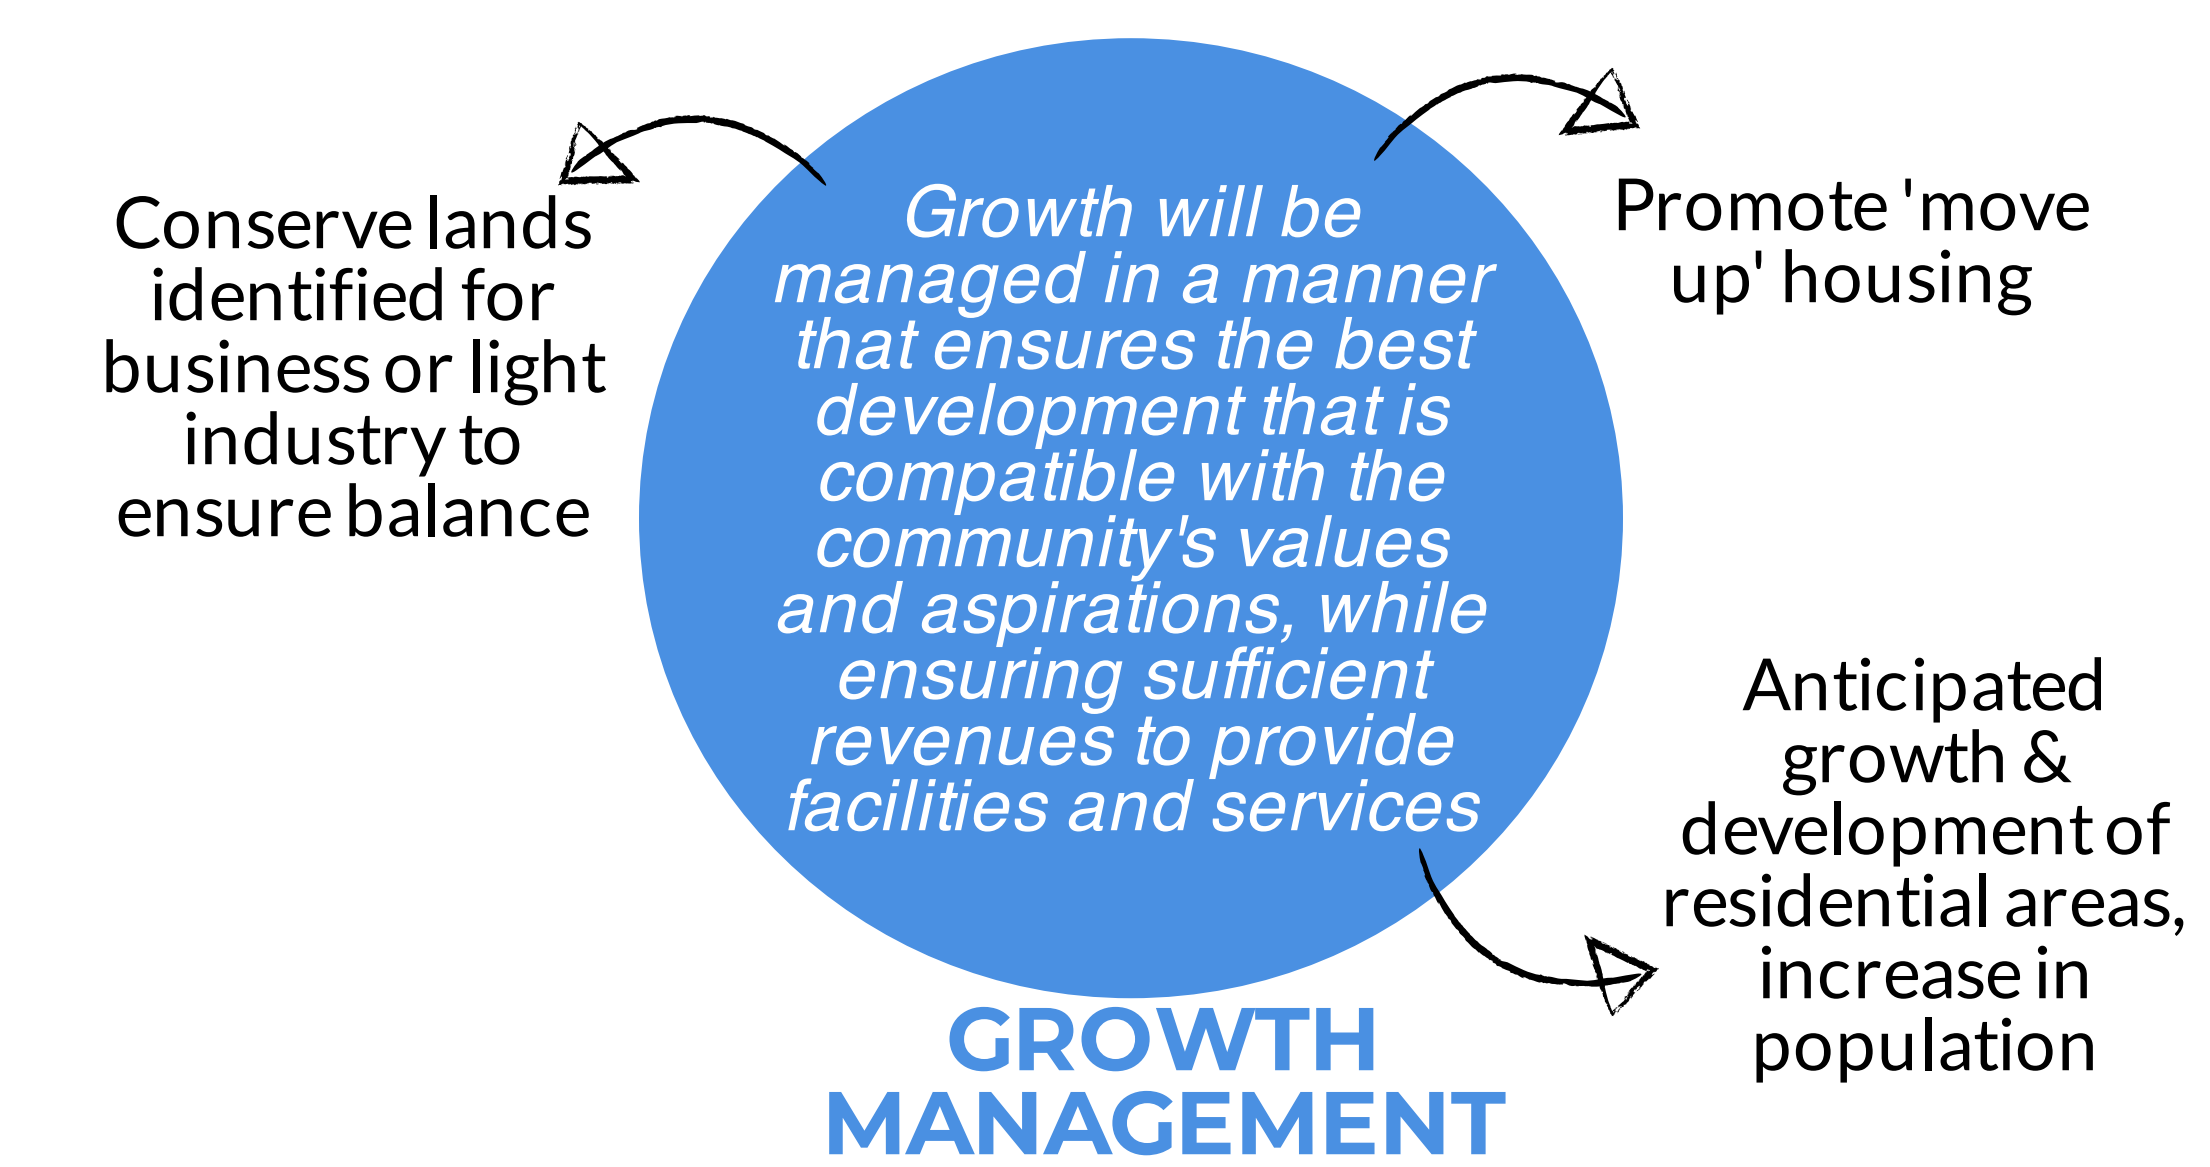 Conserve lands
identified for
business or light
industry to
ensure balance
Growth will be
managed in a manner
that ensures the best
development that is
compatible with the
community's values
and aspirations, while
ensuring sufficient
revenues to provide
facilities and services
Promote 'move
up' housing
Anticipated
growth &
development of
residential areas,
increase in
population
GROWTH
MANAGEMENT